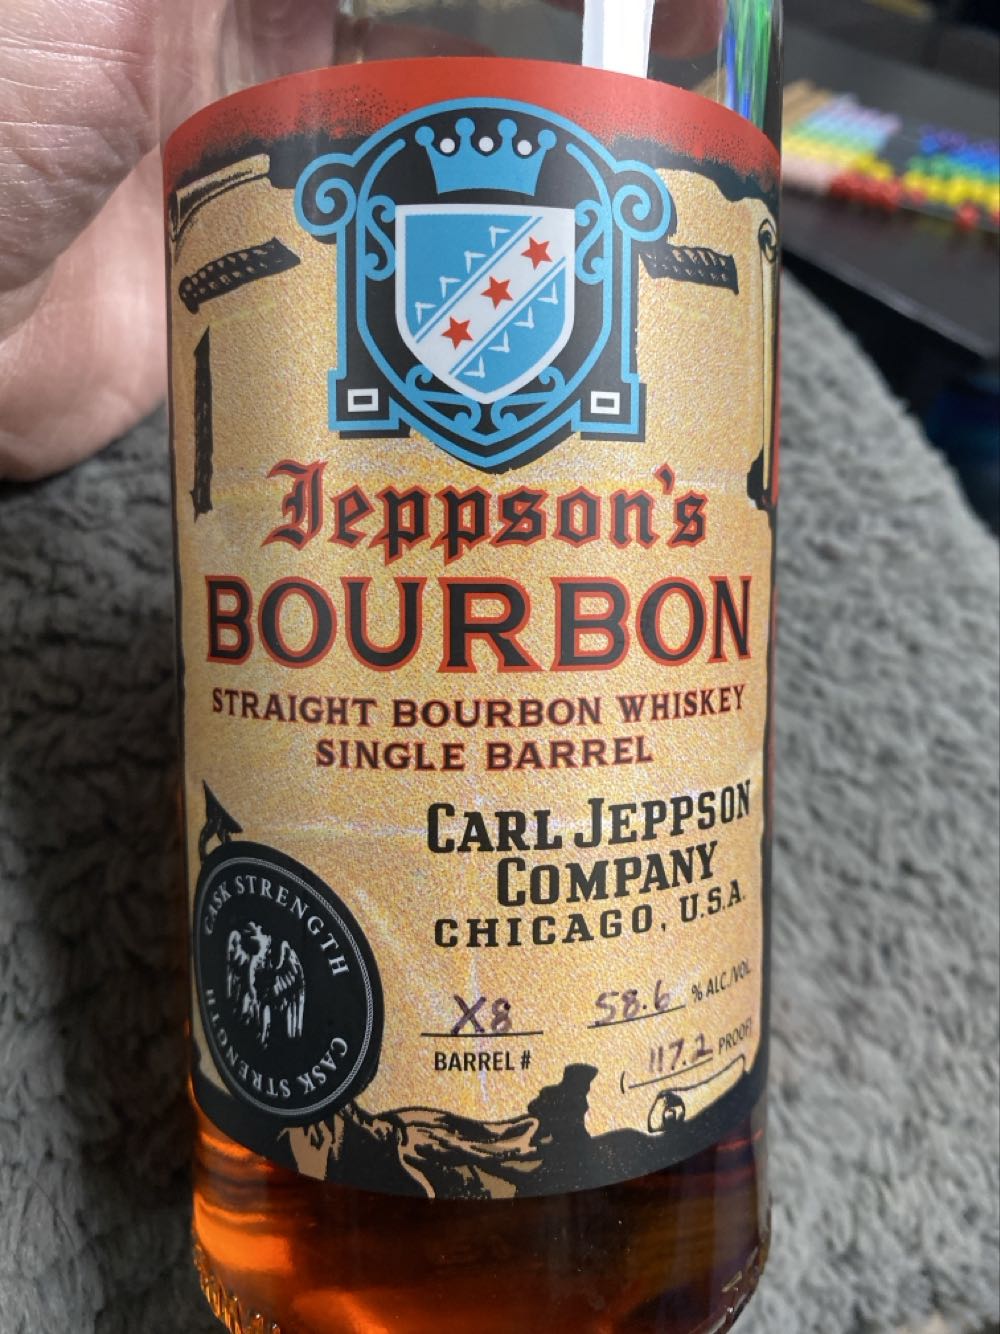 Jeppson's
BOURBON
STRAIGHT BOURBON WHISKEY
SINGLE BARREL
CARL JEPPSON
COMPANY
CHICAGO, U.S.A.
CASK STRENGTH
CASK STRENGTH
X8
BARREL #
58.6 % ALC./VOL.
(117.2 PROOF)